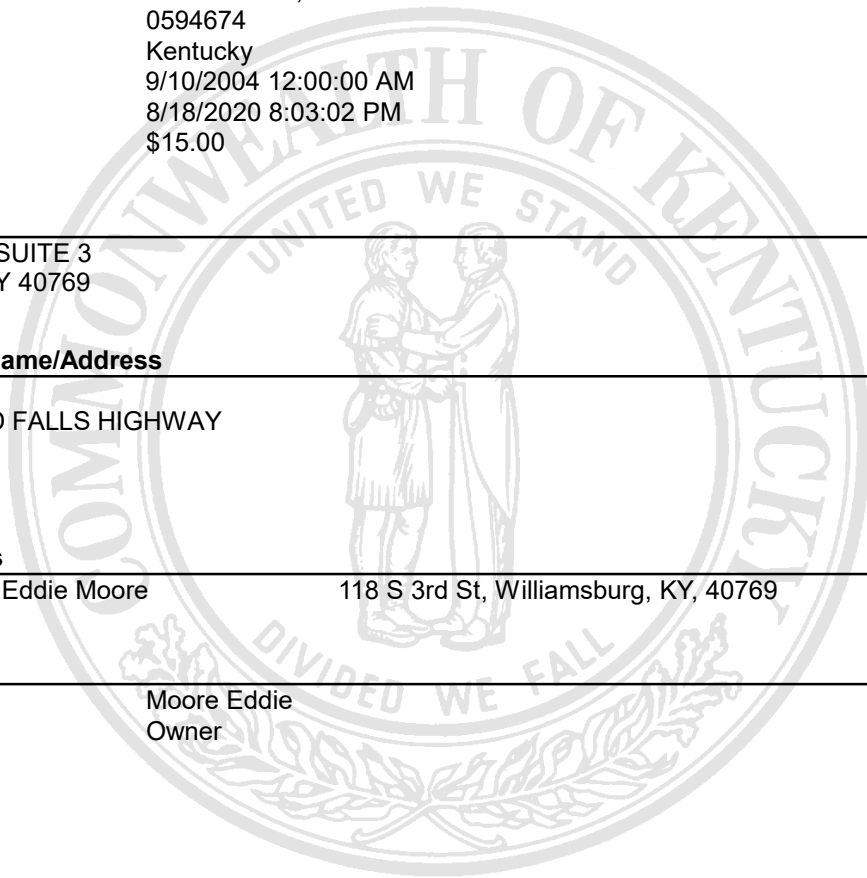 0594674
Kentucky
9/10/2004 12:00:00 AM
8/18/2020 8:03:02 PM
$15.00
SUITE 3
Y 40769
ame/Address
FALLS HIGHWAY
s
Eddie Moore 118 S 3rd St, Williamsburg, KY, 40769
Moore Eddie
Owner
COMMONWEALTH OF KENTUCKY
UNITED WE STAND
DIVIDED WE FALL